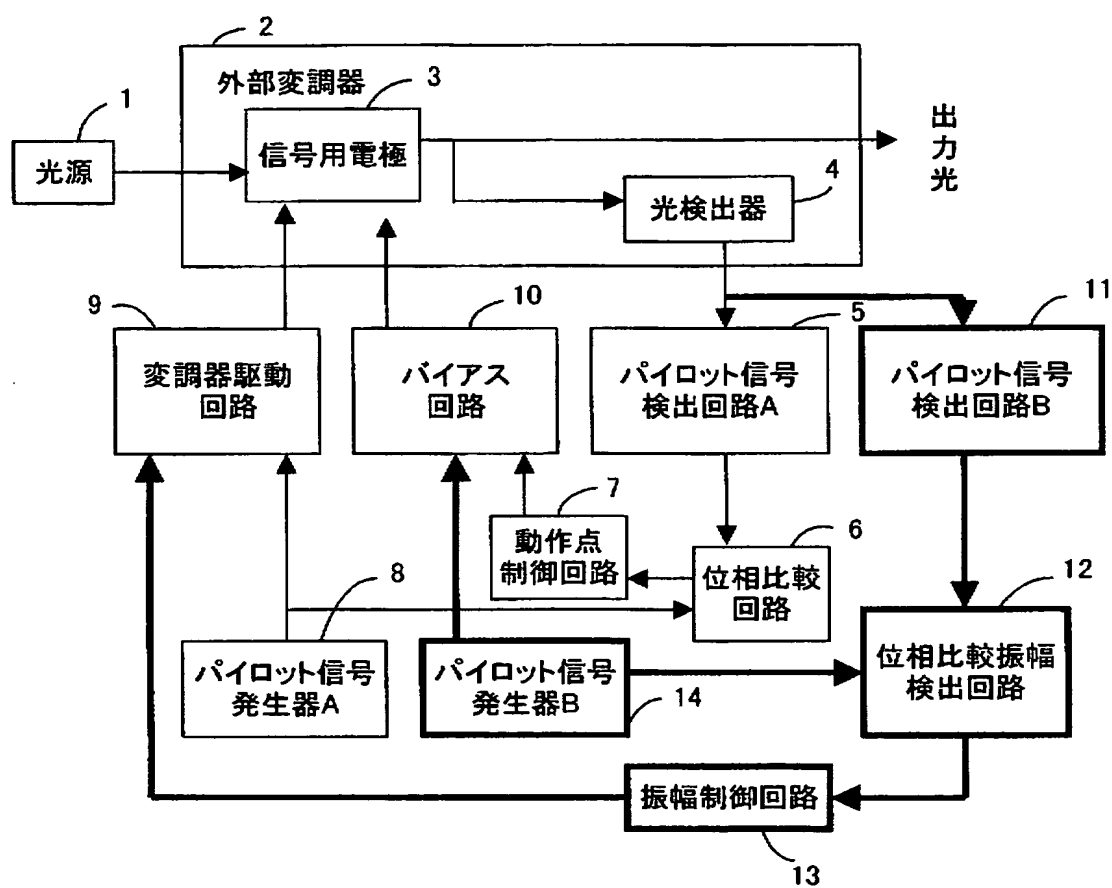 2
外部変調器
3
1
信号用電極
光源
出力光
4
光検出器
9
10
5
11
変調器駆動
回路
バイアス
回路
パイロット信号
検出回路A
パイロット信号
検出回路B
7
動作点
制御回路
6
位相比較
回路
8
12
パイロット信号
発生器A
パイロット信号
発生器B
14
位相比較振幅
検出回路
振幅制御回路
13